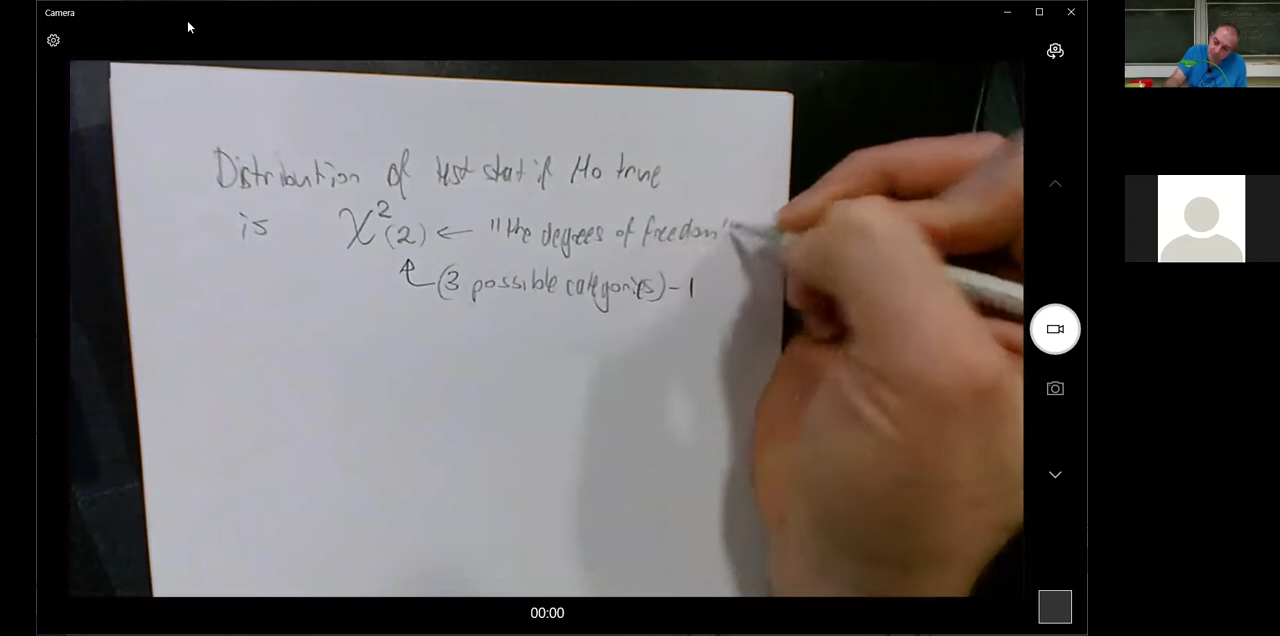 Camera
Distribution of test stat if Ho true
is χ²(2) ← "the degrees of freedom"
(3 possible categories) - 1
00:00